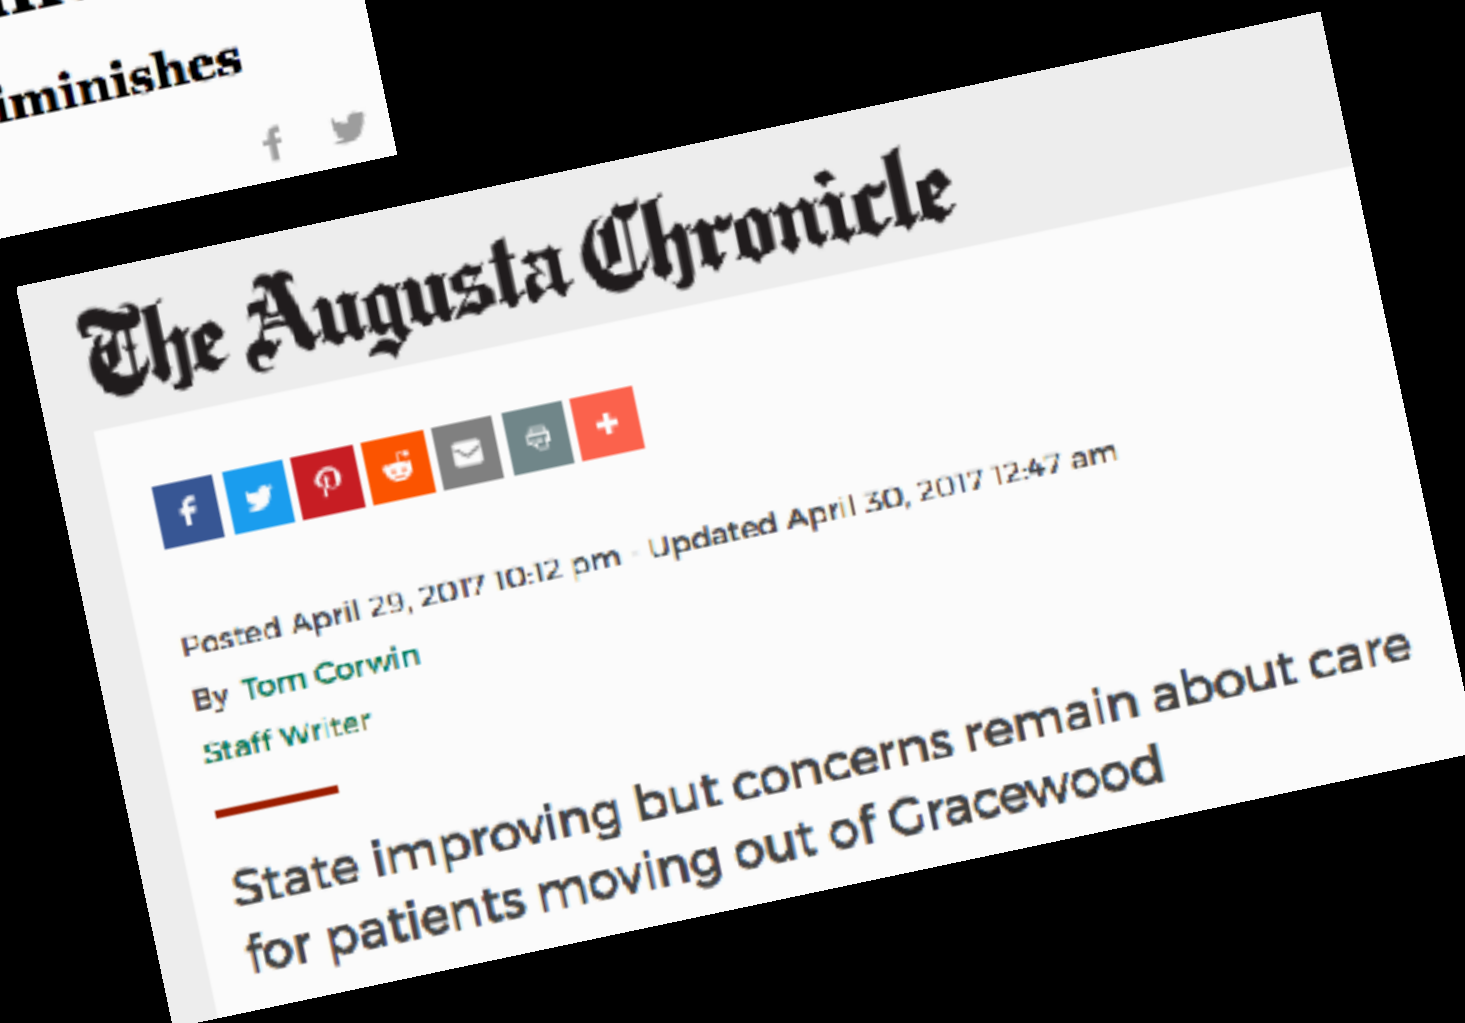 iminishes
The Augusta Chronicle
Posted April 29, 2017 10:12 pm - Updated April 30, 2017 12:47 am
By Tom Corwin
Staff Writer
State improving but concerns remain about care
for patients moving out of Gracewood